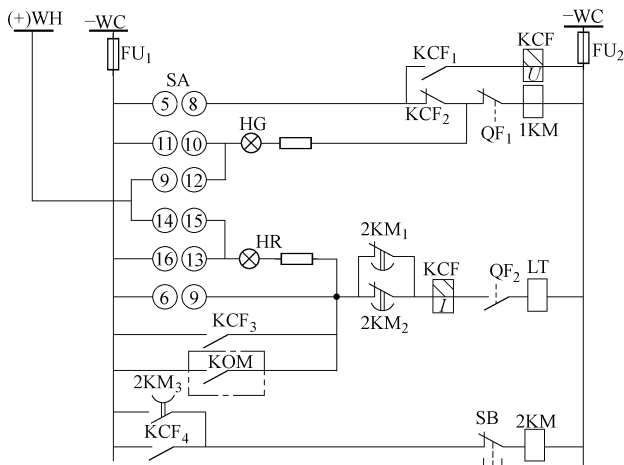 (+)WH
−WC
−WC
FU1
KCF
FU2
KCF1
U
SA
5 8
KCF2
QF1
1KM
11 10
HG
9 12
14 15
2KM1
16 13
HR
KCF
QF2
LT
6 9
I
2KM2
KCF3
KOM
2KM3
KCF4
SB
2KM